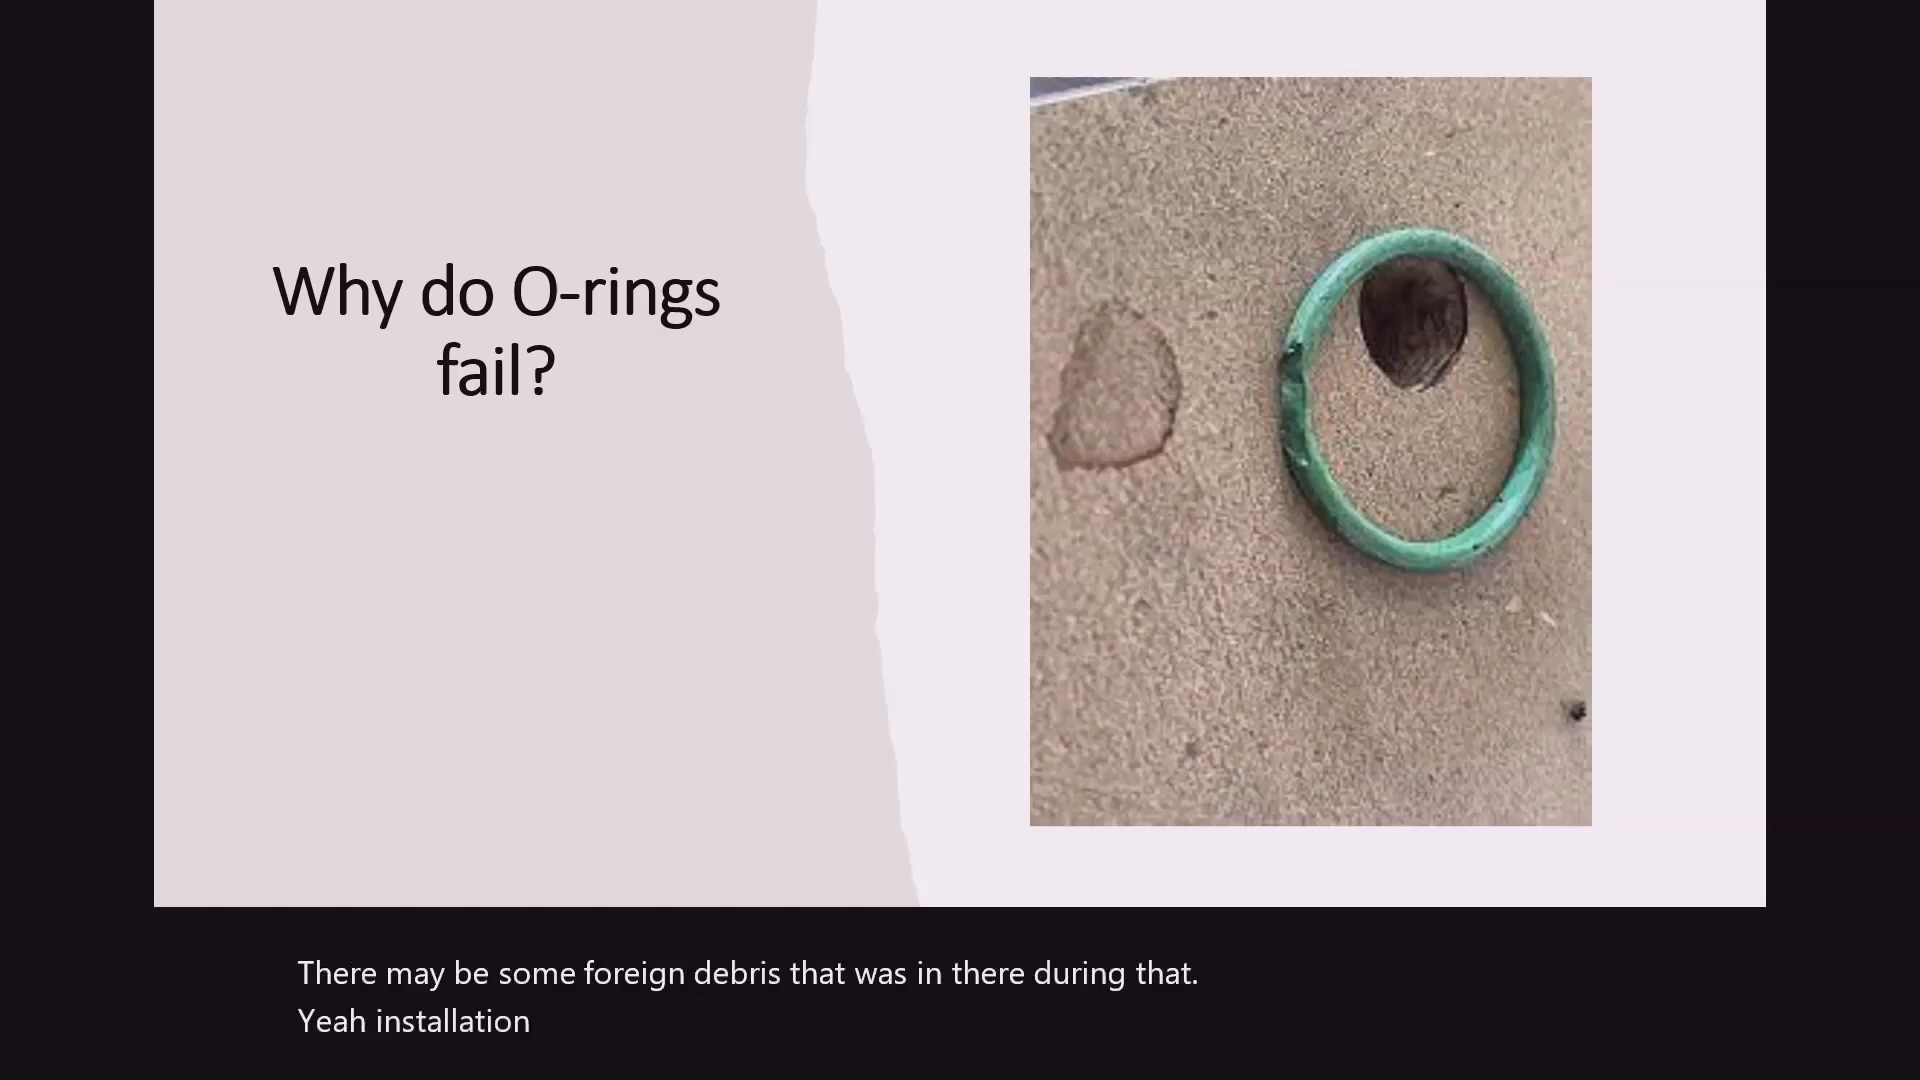 Why do O-rings
fail?
There may be some foreign debris that was in there during that.
Yeah installation